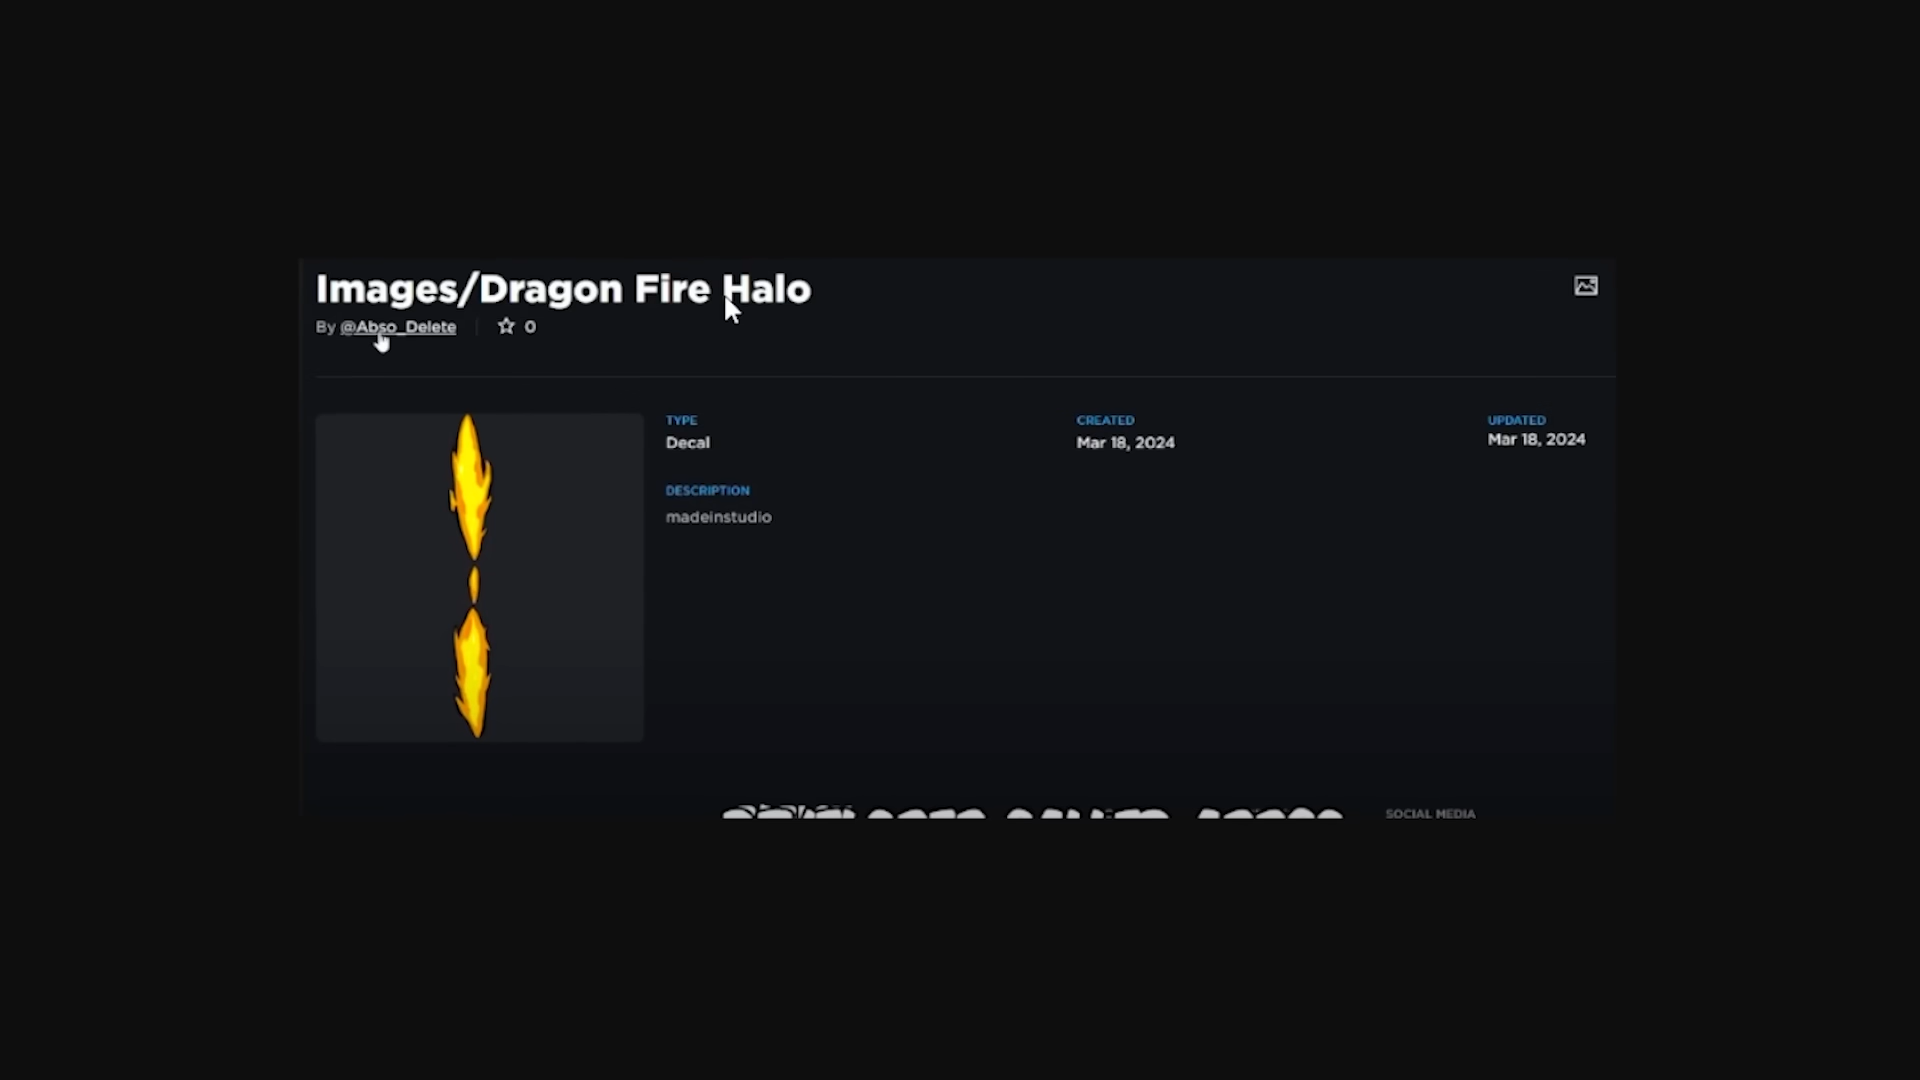 Images/Dragon Fire Halo
By @Abso_Delete 0
TYPE
Decal
CREATED
Mar 18, 2024
UPDATED
Mar 18, 2024
DESCRIPTION
madeinstudio
SOCIAL MEDIA